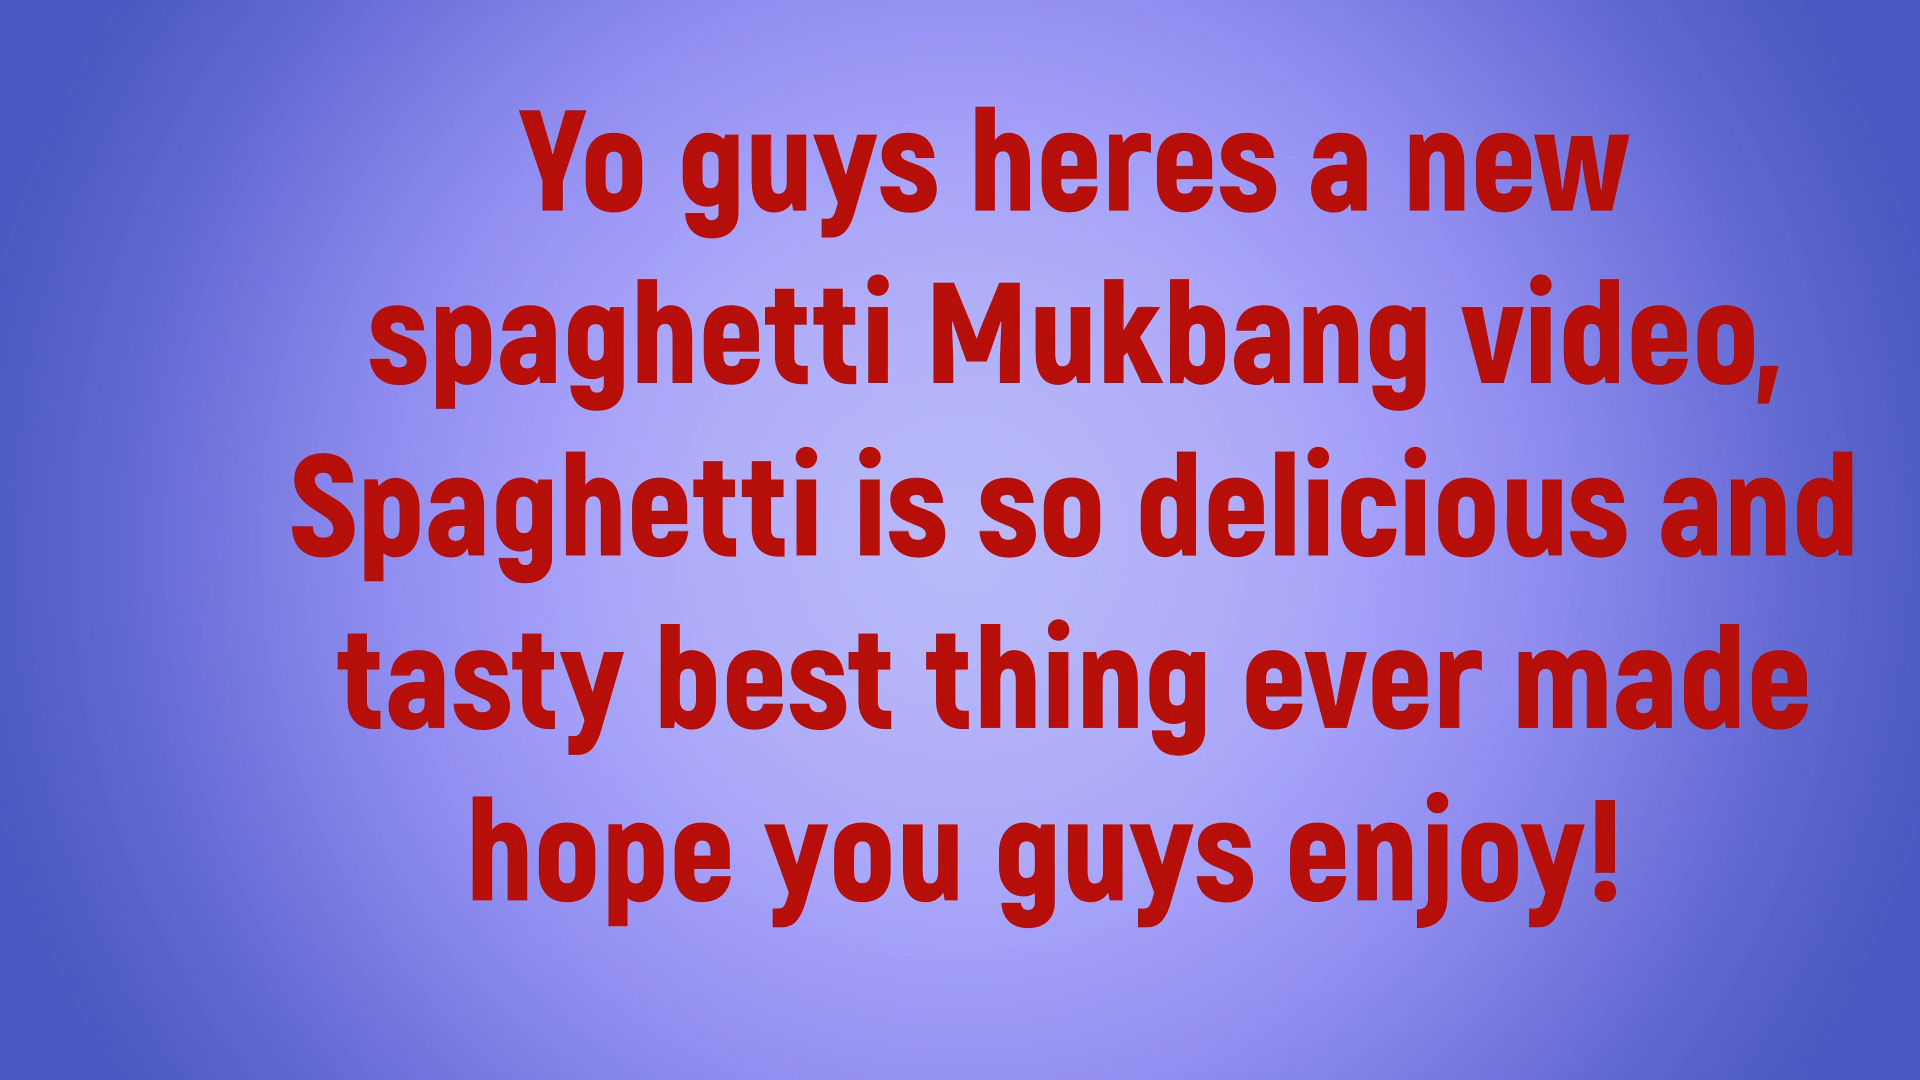 Yo guys heres a new
spaghetti Mukbang video,
Spaghetti is so delicious and
tasty best thing ever made
hope you guys enjoy!